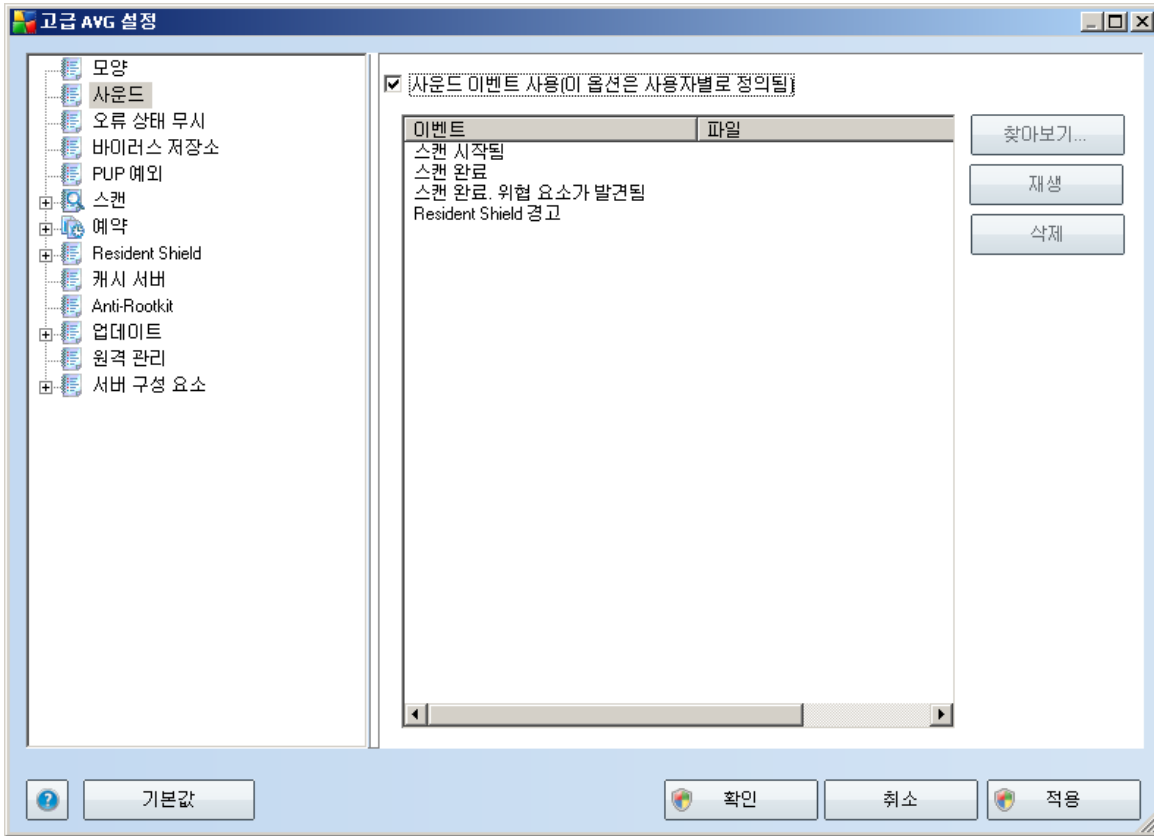 고급 AVG 설정
모양
사운드
오류 상태 무시
바이러스 저장소
PUP 예외
스캔
예약
Resident Shield
캐시 서버
Anti-Rootkit
업데이트
원격 관리
서버 구성 요소
사운드 이벤트 사용(이 옵션은 사용자별로 정의됨)
이벤트 파일
스캔 시작됨
스캔 완료
스캔 완료. 위협 요소가 발견됨
Resident Shield 경고
찾아보기...
재생
삭제
기본값
확인
취소
적용